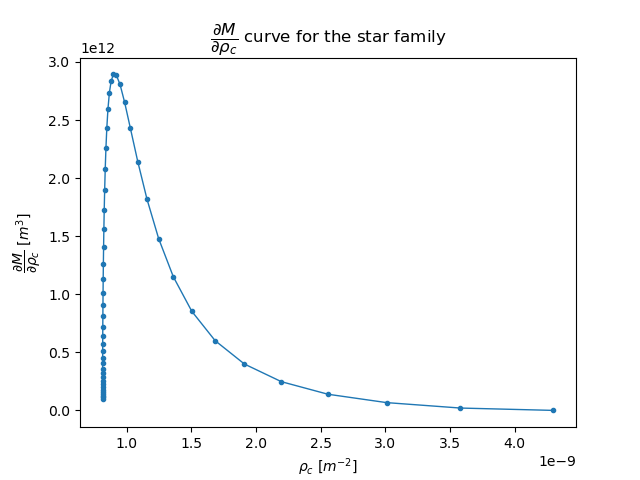 ∂M/∂ρc curve for the star family
1e12
3.0
2.5
2.0
1.5
1.0
0.5
0.0
∂M/∂ρc [m³]
1.0 1.5 2.0 2.5 3.0 3.5 4.0
1e−9
ρc [m⁻²]